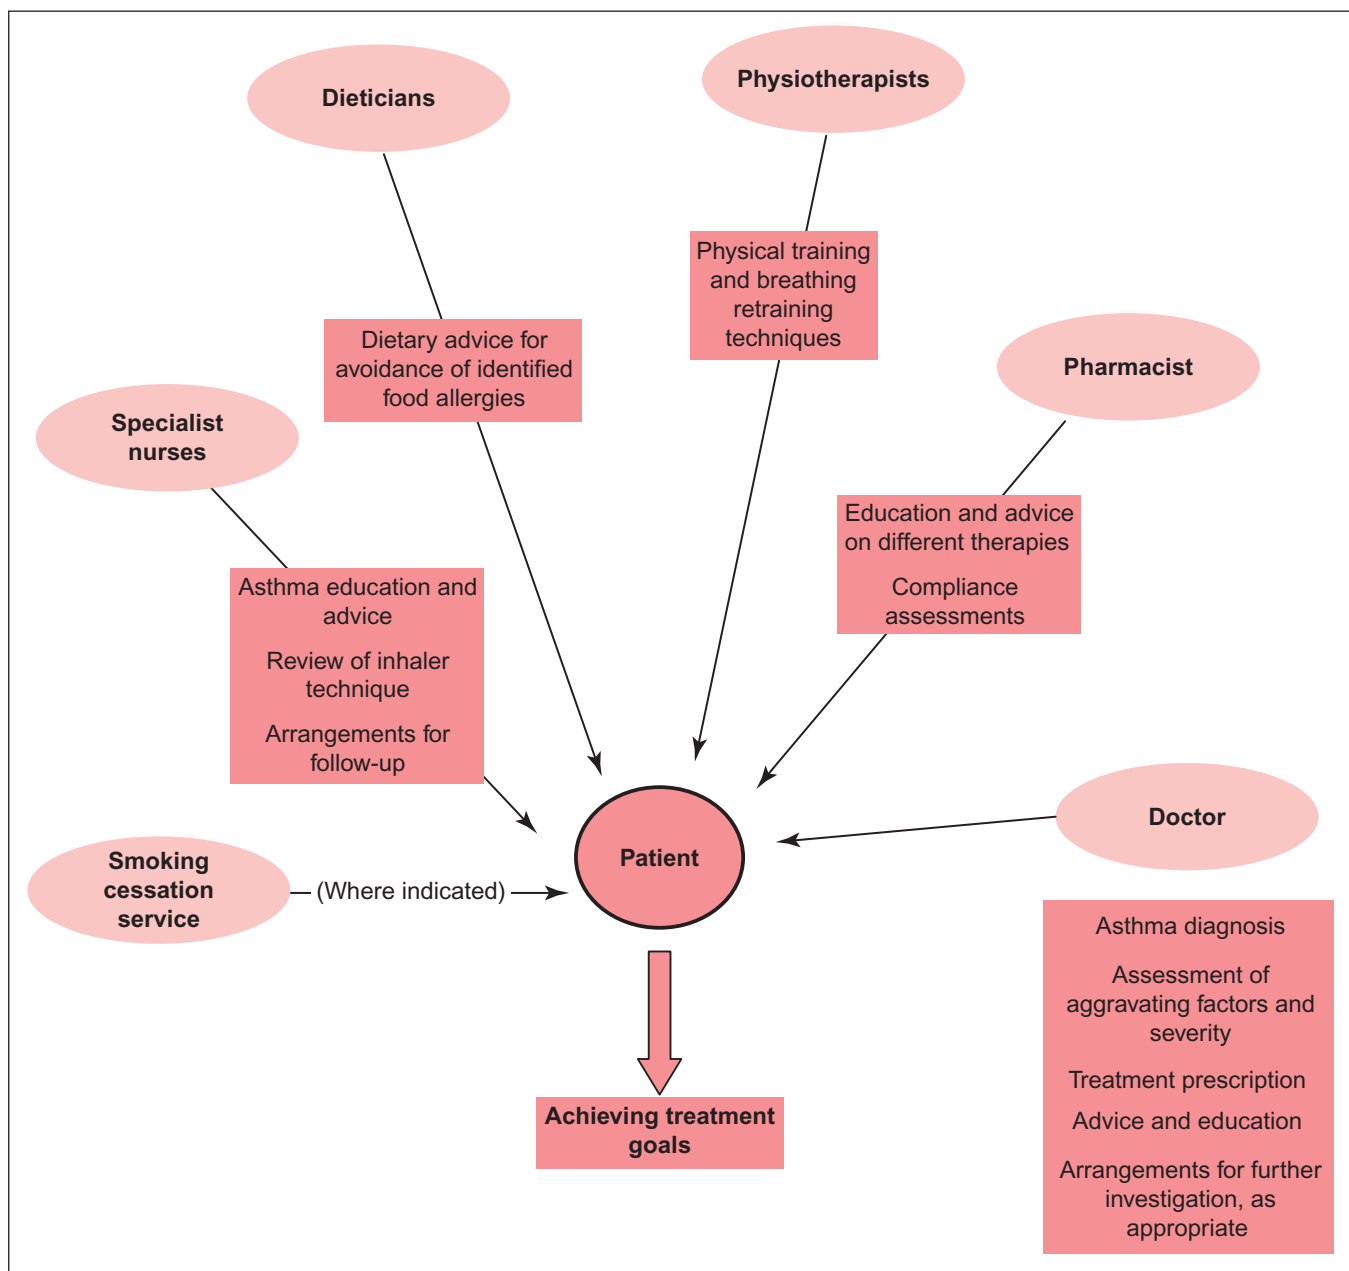 Dieticians
Physiotherapists
Physical training
and breathing
retraining
techniques
Dietary advice for
avoidance of identified
food allergies
Pharmacist
Specialist
nurses
Education and advice
on different therapies
Compliance
assessments
Asthma education and
advice
Review of inhaler
technique
Arrangements for
follow-up
Doctor
Patient
Smoking
cessation
service
(Where indicated)
Asthma diagnosis
Assessment of
aggravating factors and
severity
Treatment prescription
Advice and education
Arrangements for further
investigation, as
appropriate
Achieving treatment
goals